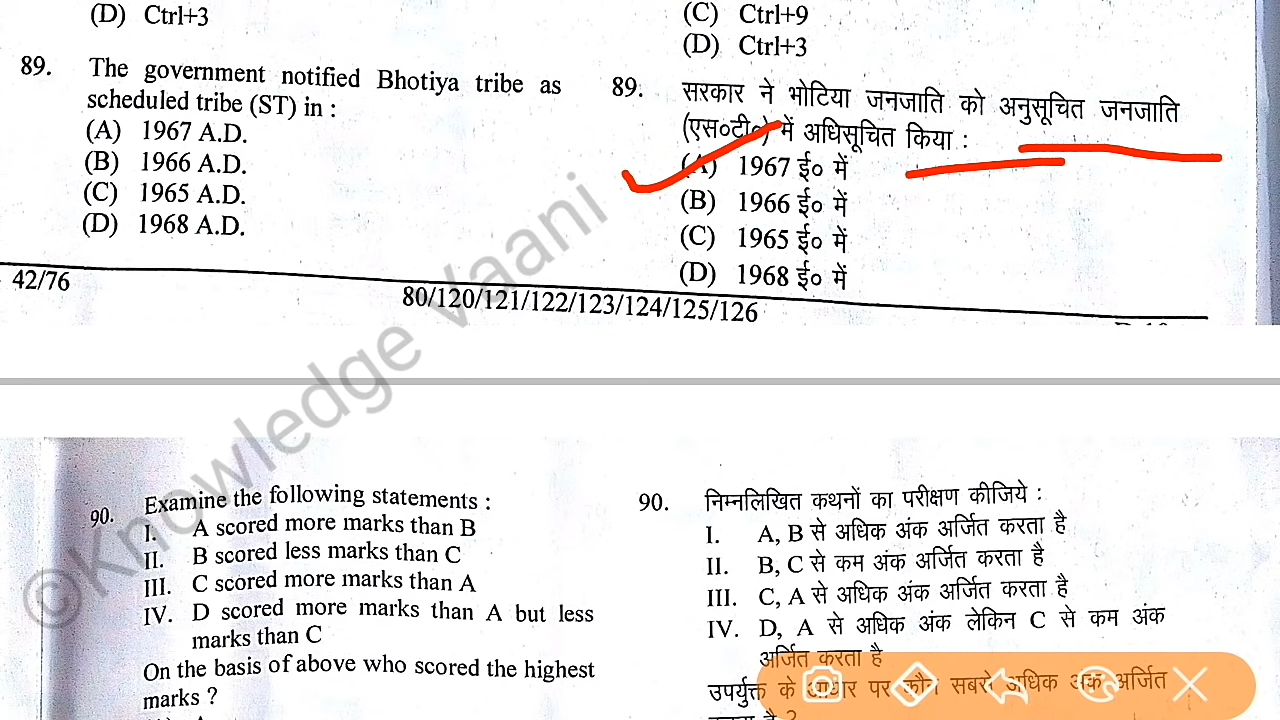 (D) Ctrl+3
89. The government notified Bhotiya tribe as
scheduled tribe (ST) in :
(A) 1967 A.D.
(B) 1966 A.D.
(C) 1965 A.D.
(D) 1968 A.D.
(C) Ctrl+9
(D) Ctrl+3
89. सरकार ने भोटिया जनजाति को अनुसूचित जनजाति
(एस०टी०) में अधिसूचित किया :
(A) 1967 ई० में
(B) 1966 ई० में
(C) 1965 ई० में
(D) 1968 ई० में
42/76
80/120/121/122/123/124/125/126
©Knowledge Vaani
90. Examine the following statements :
I. A scored more marks than B
II. B scored less marks than C
III. C scored more marks than A
IV. D scored more marks than A but less
marks than C
On the basis of above who scored the highest
marks ?
90. निम्नलिखित कथनों का परीक्षण कीजिये :
I. A, B से अधिक अंक अर्जित करता है
II. B, C से कम अंक अर्जित करता है
III. C, A से अधिक अंक अर्जित करता है
IV. D, A से अधिक अंक लेकिन C से कम अंक
अर्जित करता है
उपर्युक्त के आधार पर कौन सबसे अधिक अंक अर्जित